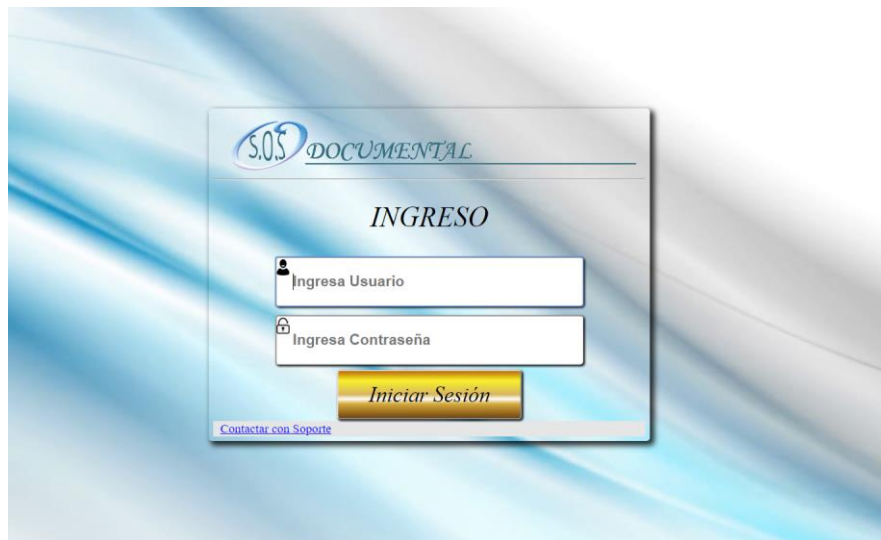 S.O.S DOCUMENTAL
INGRESO
Ingresa Usuario
Ingresa Contraseña
Iniciar Sesión
Contactar con Soporte